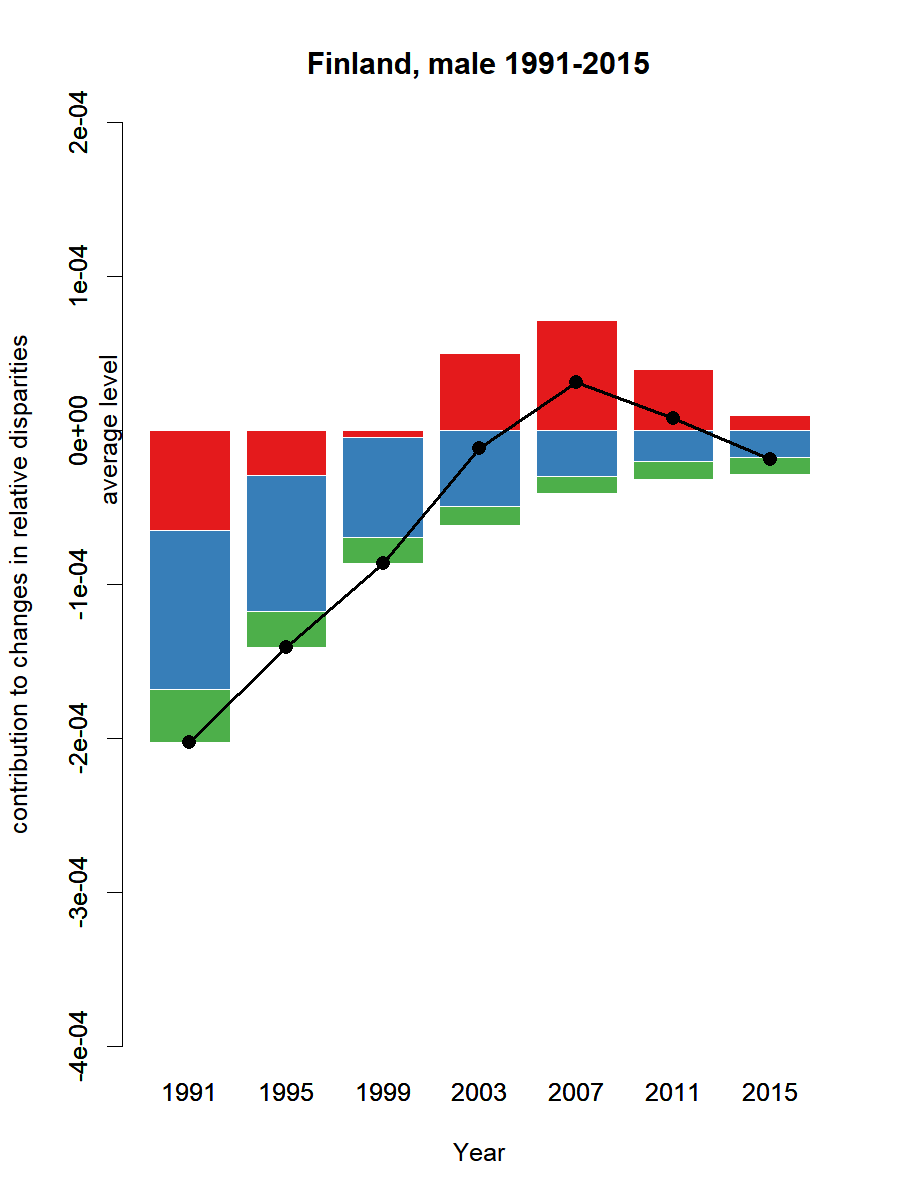 Finland, male 1991-2015
contribution to changes in relative disparities
average level
2e-04
1e-04
0e+00
-1e-04
-2e-04
-3e-04
-4e-04
1991 1995 1999 2003 2007 2011 2015
Year